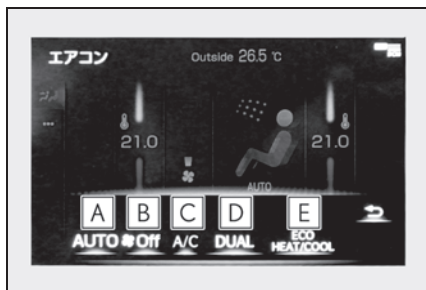 エアコン
Outside 26.5 ℃
21.0
21.0
AUTO
A B C D E
AUTO Off A/C DUAL ECO HEAT/COOL